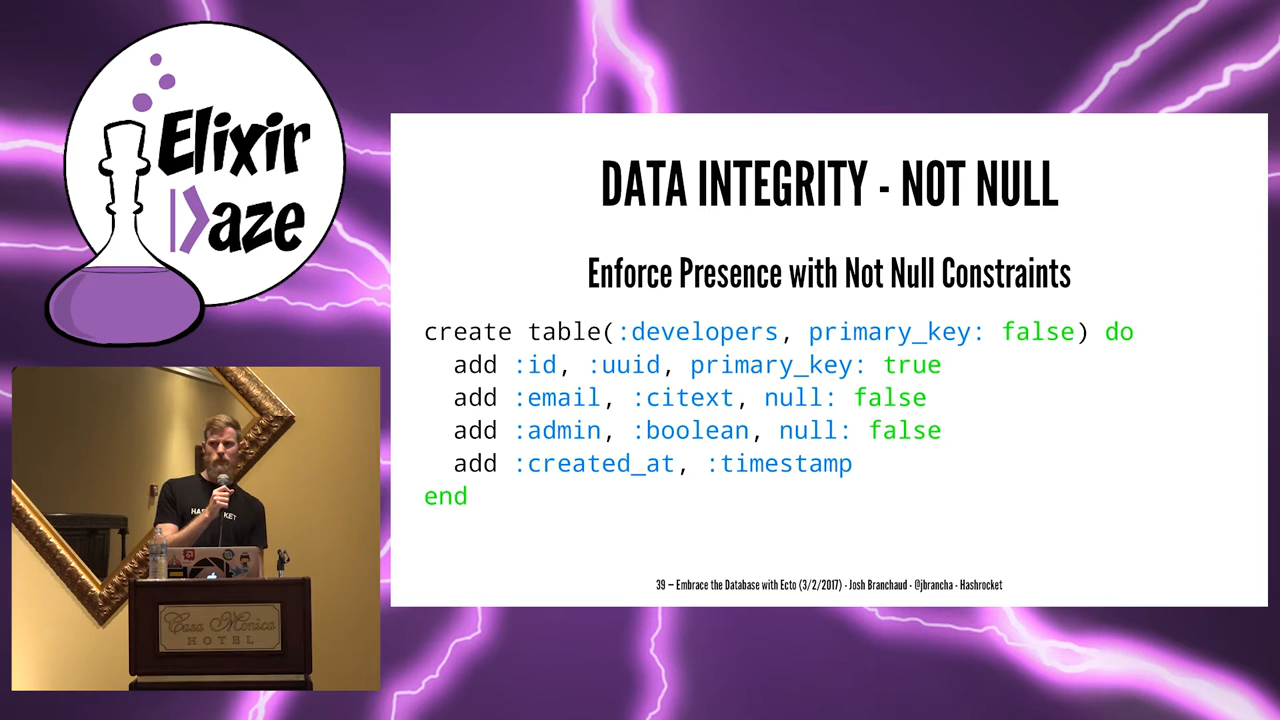 Elixir
Daze
DATA INTEGRITY - NOT NULL
Enforce Presence with Not Null Constraints
create table(:developers, primary_key: false) do
  add :id, :uuid, primary_key: true
  add :email, :citext, null: false
  add :admin, :boolean, null: false
  add :created_at, :timestamp
end
39 — Embrace the Database with Ecto (3/2/2017) - Josh Branchaud - @jbrancha - Hashrocket
Casa Monica
HOTEL